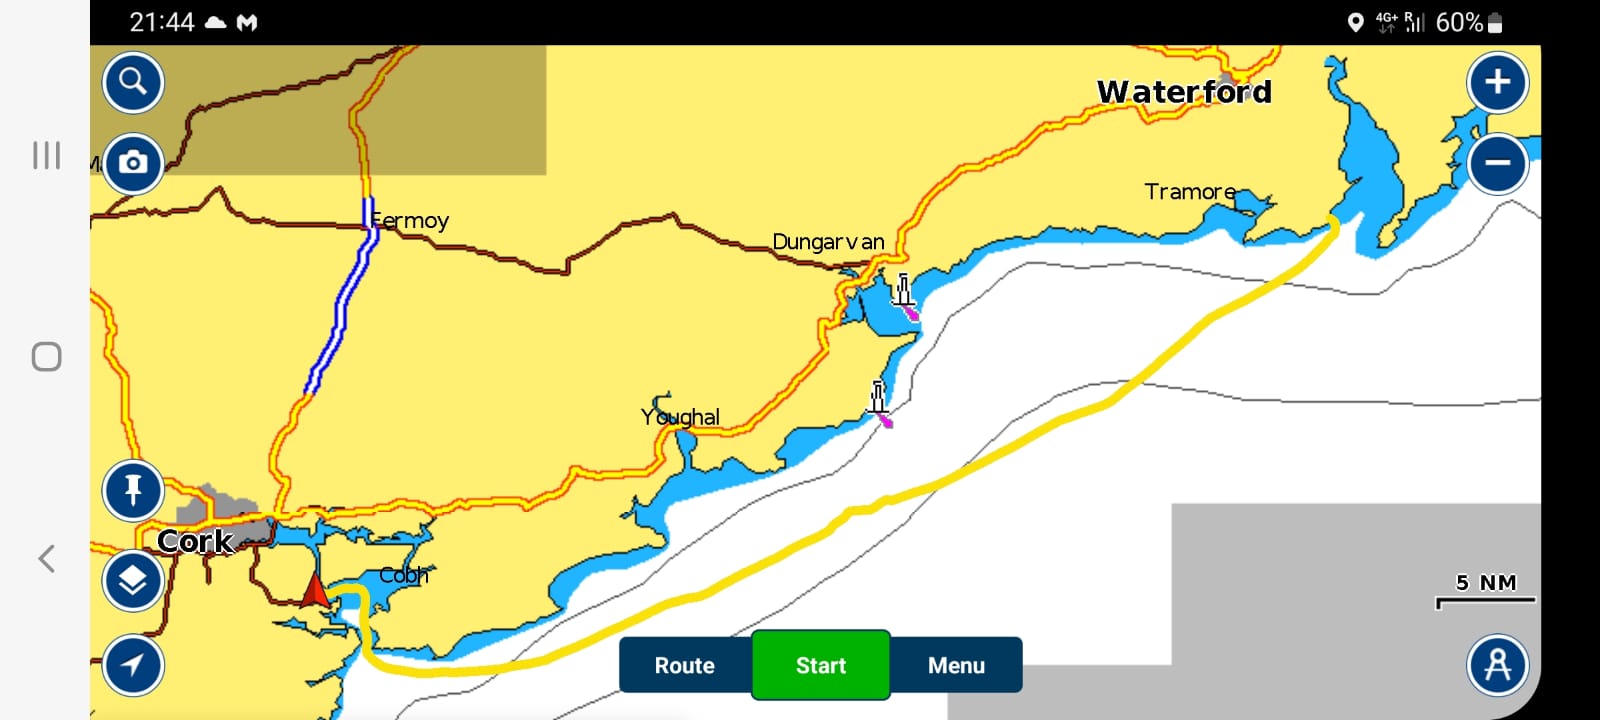 21:44
4G+ R 60%
Waterford
Tramore
Fermoy
Dungarvan
Youghal
Cork
Cobh
5 NM
Route Start Menu